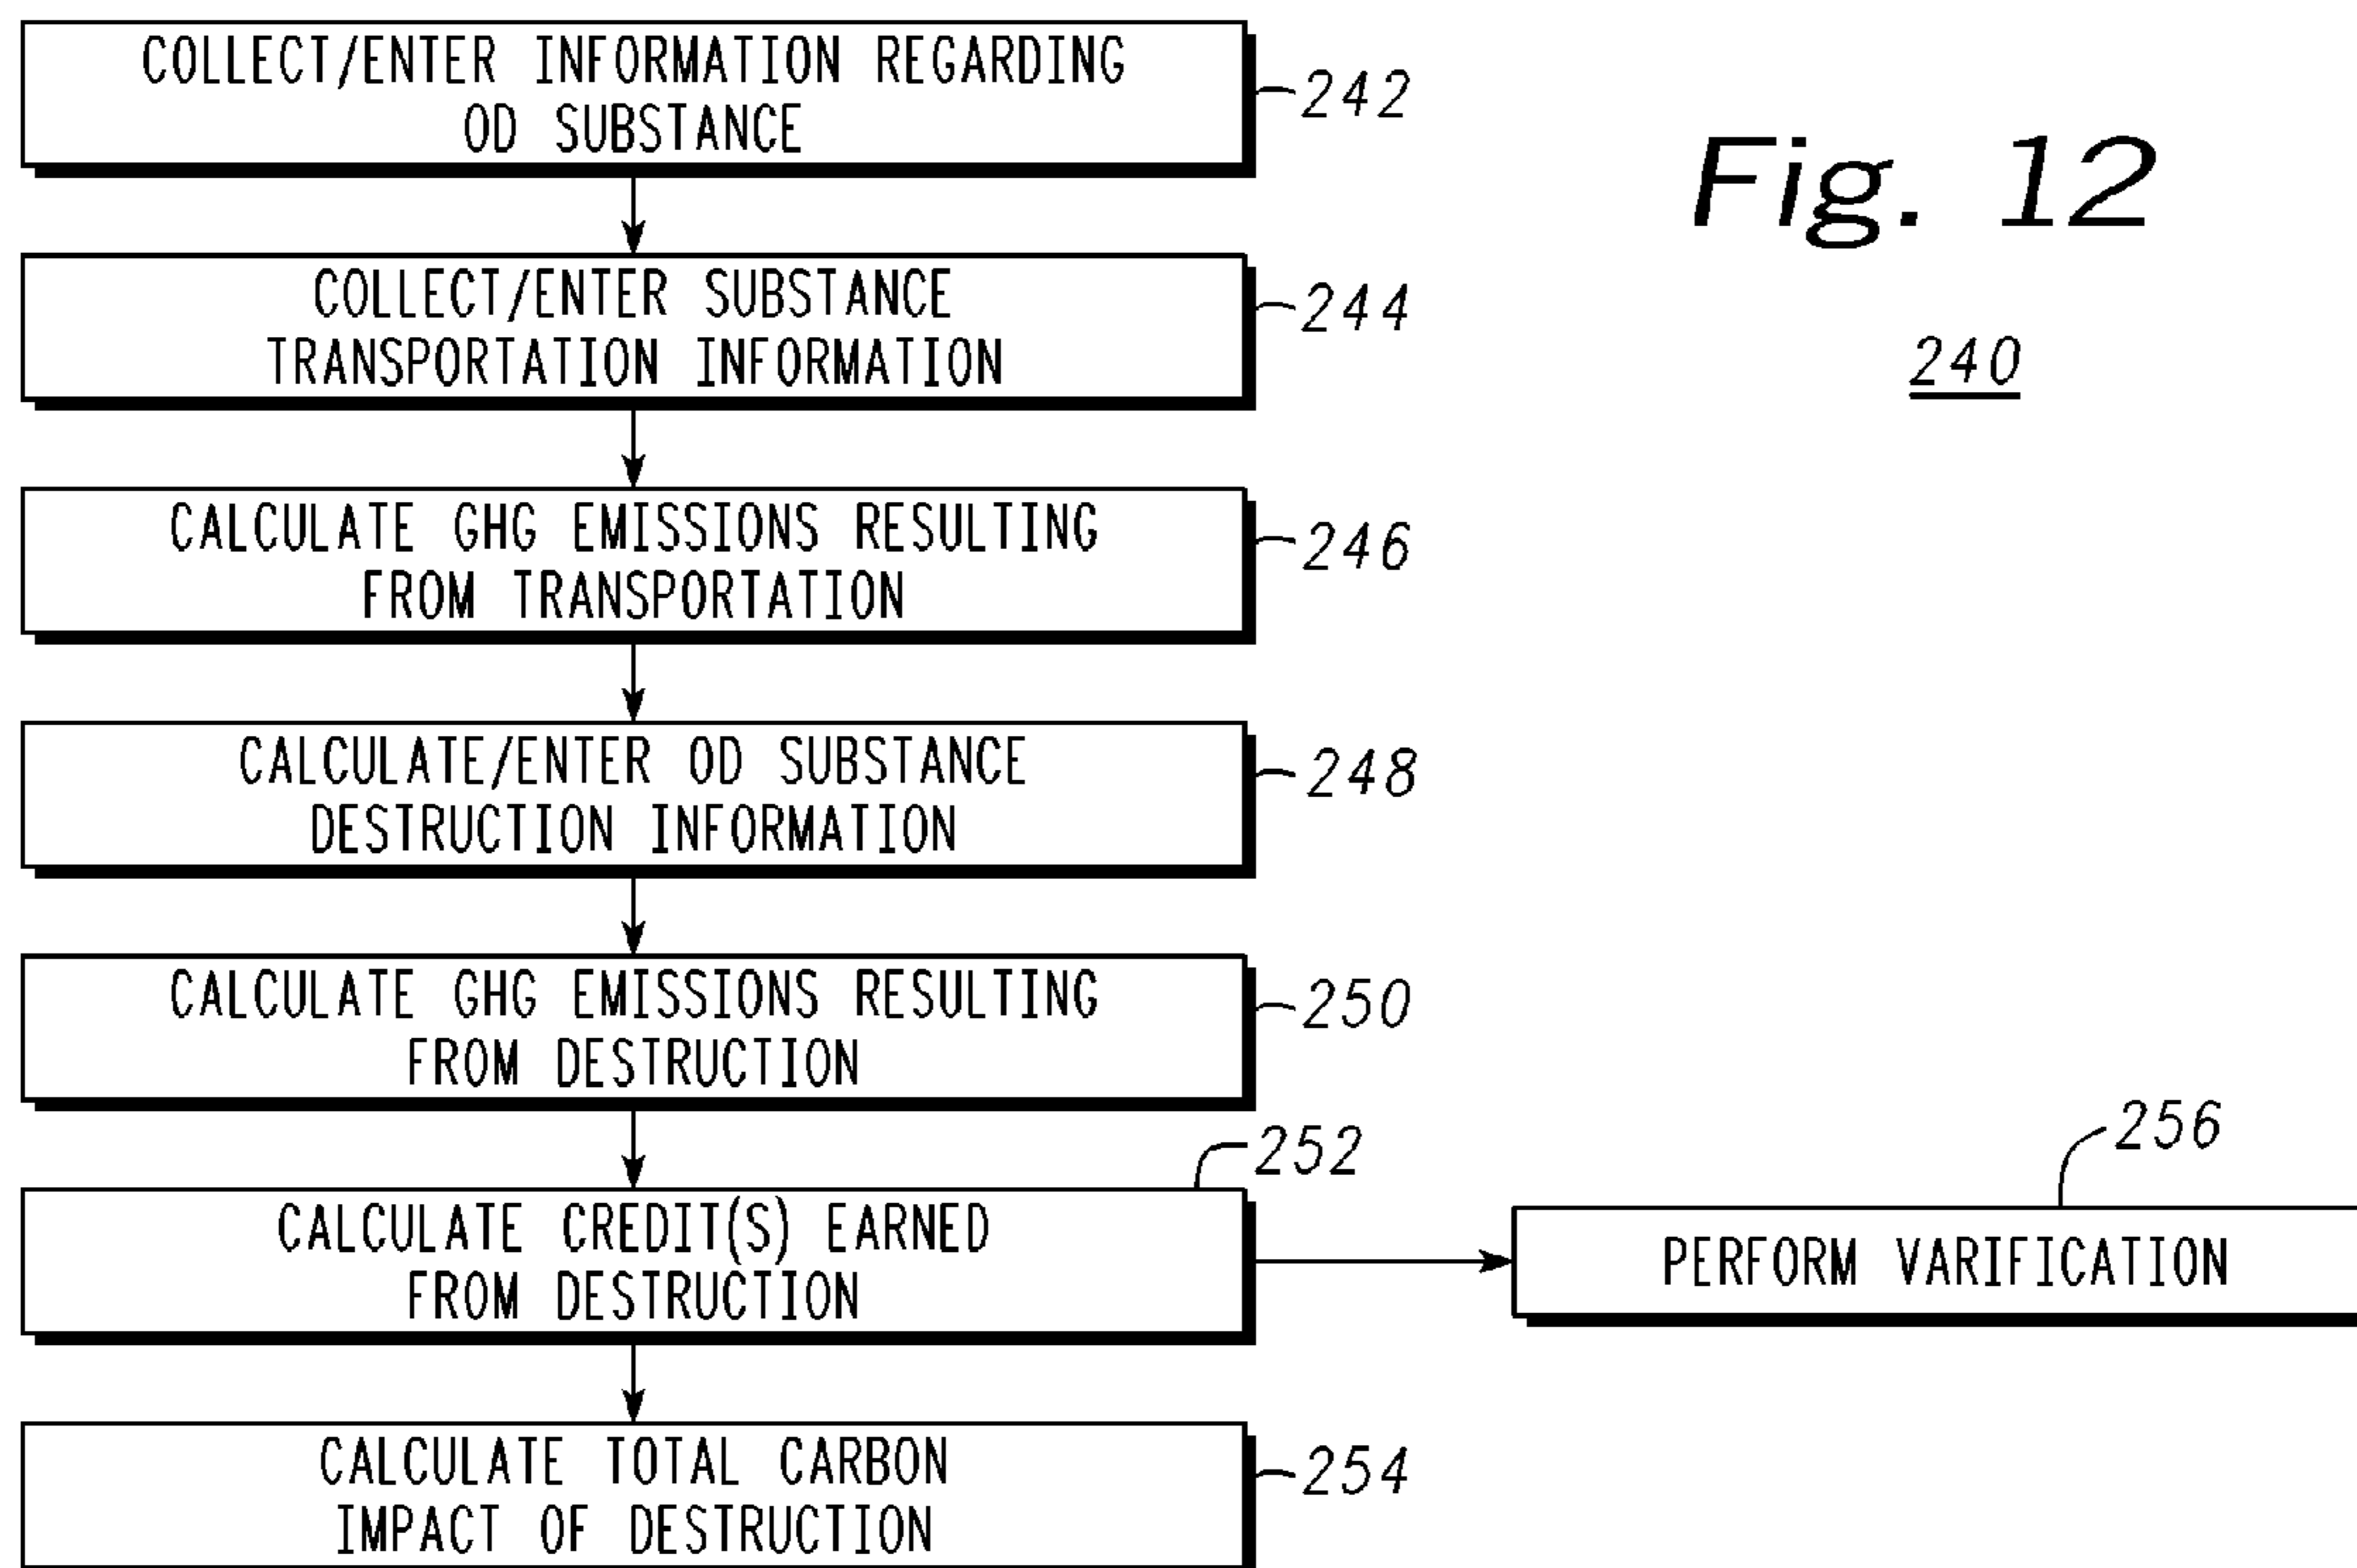 COLLECT/ENTER INFORMATION REGARDING
OD SUBSTANCE
242
Fig. 12
240
COLLECT/ENTER SUBSTANCE
TRANSPORTATION INFORMATION
244
CALCULATE GHG EMISSIONS RESULTING
FROM TRANSPORTATION
246
CALCULATE/ENTER OD SUBSTANCE
DESTRUCTION INFORMATION
248
CALCULATE GHG EMISSIONS RESULTING
FROM DESTRUCTION
250
CALCULATE CREDIT(S) EARNED
FROM DESTRUCTION
252
PERFORM VARIFICATION
256
CALCULATE TOTAL CARBON
IMPACT OF DESTRUCTION
254